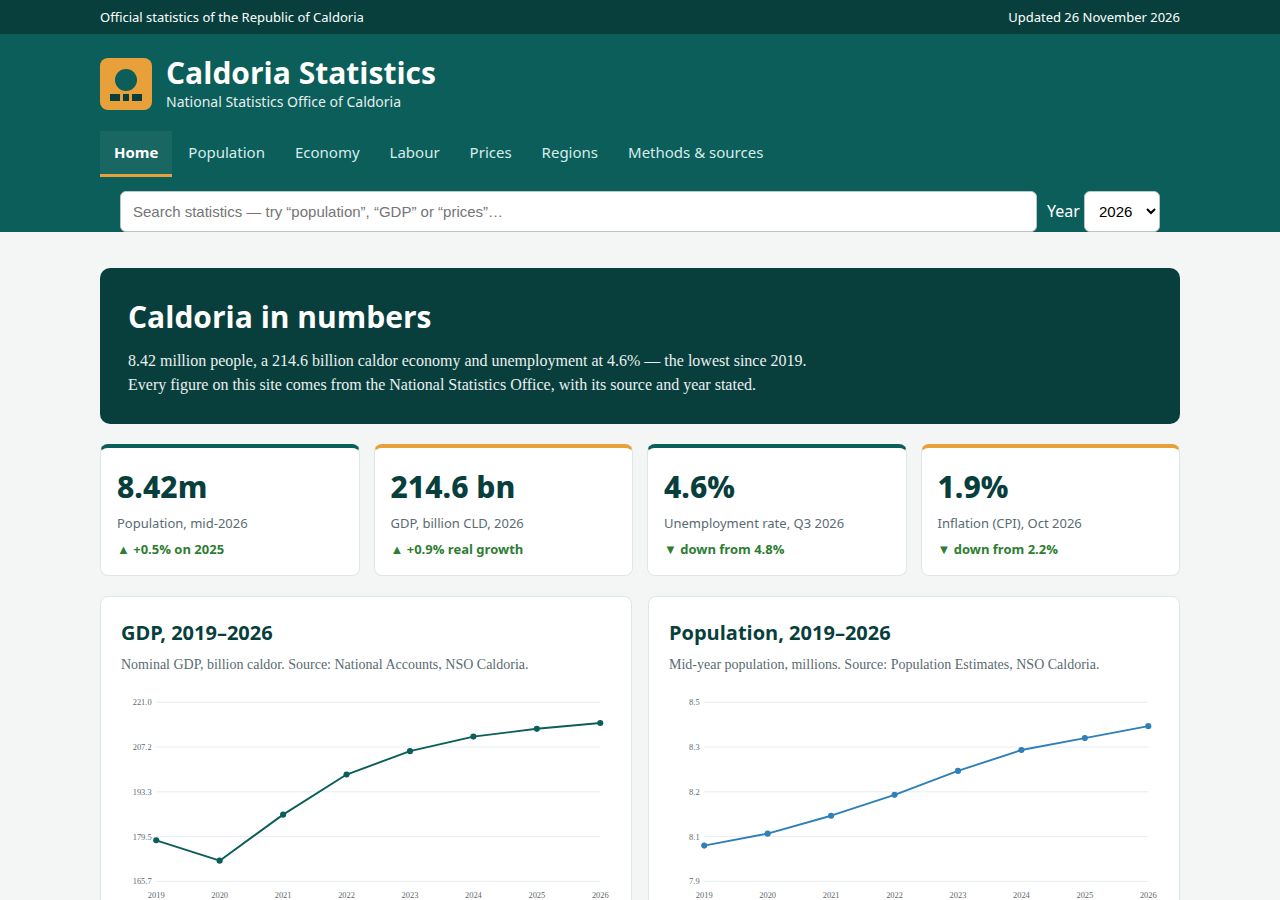 Official statistics of the Republic of Caldoria
Updated 26 November 2026
Caldoria Statistics
National Statistics Office of Caldoria
Home
Population
Economy
Labour
Prices
Regions
Methods & sources
Search statistics — try “population”, “GDP” or “prices”…
Year
2026
Caldoria in numbers
8.42 million people, a 214.6 billion caldor economy and unemployment at 4.6% — the lowest since 2019.
Every figure on this site comes from the National Statistics Office, with its source and year stated.
8.42m
Population, mid-2026
▲ +0.5% on 2025
214.6 bn
GDP, billion CLD, 2026
▲ +0.9% real growth
4.6%
Unemployment rate, Q3 2026
▼ down from 4.8%
1.9%
Inflation (CPI), Oct 2026
▼ down from 2.2%
GDP, 2019–2026
Nominal GDP, billion caldor. Source: National Accounts, NSO Caldoria.
221.0
207.2
193.3
179.5
165.7
2019 2020 2021 2022 2023 2024 2025 2026
Population, 2019–2026
Mid-year population, millions. Source: Population Estimates, NSO Caldoria.
8.5
8.3
8.2
8.1
7.9
2019 2020 2021 2022 2023 2024 2025 2026